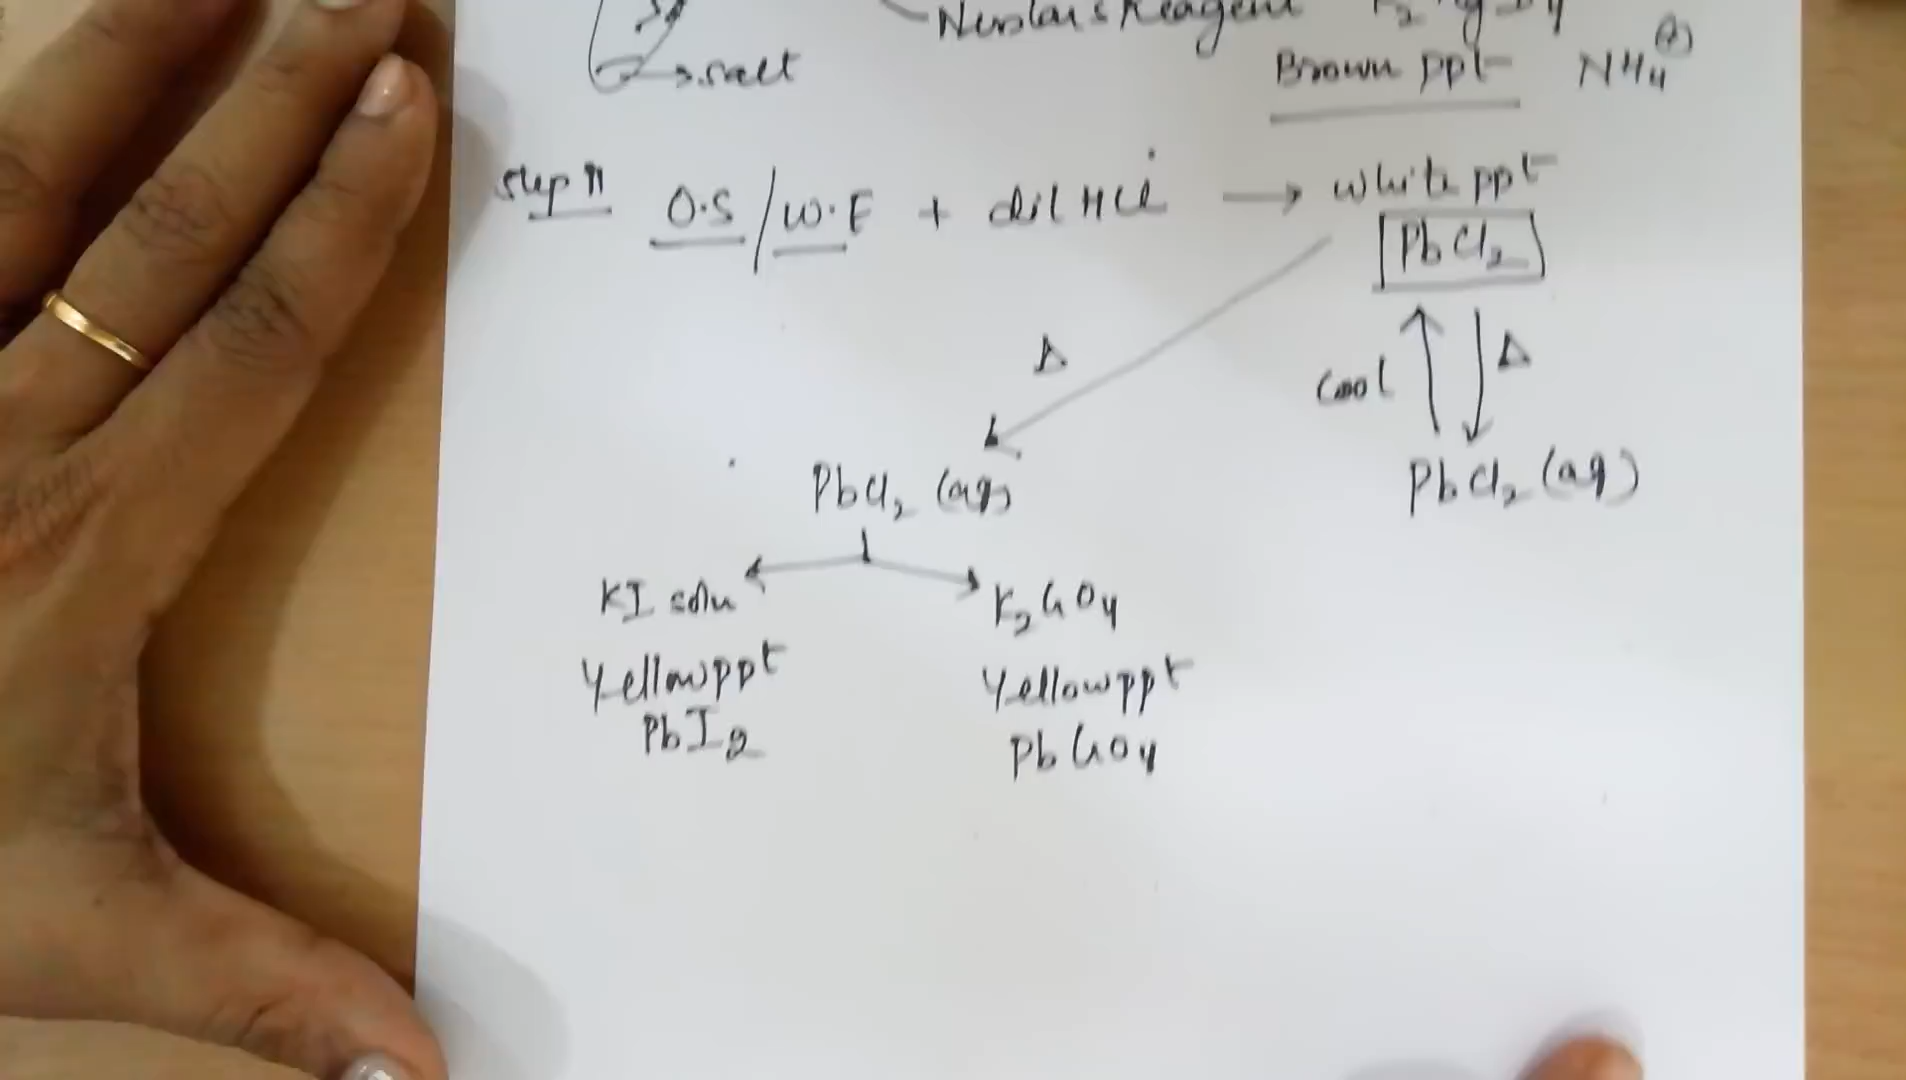 Reagent
→ salt
Brown ppt NH4 (+)
Step II O.S / W.E + dil HCl → White ppt
PbCl2
Δ
Cool Δ
PbCl2 (aq) PbCl2 (aq)
KI soln K2CrO4
Yellow ppt Yellow ppt
PbI2 PbCrO4